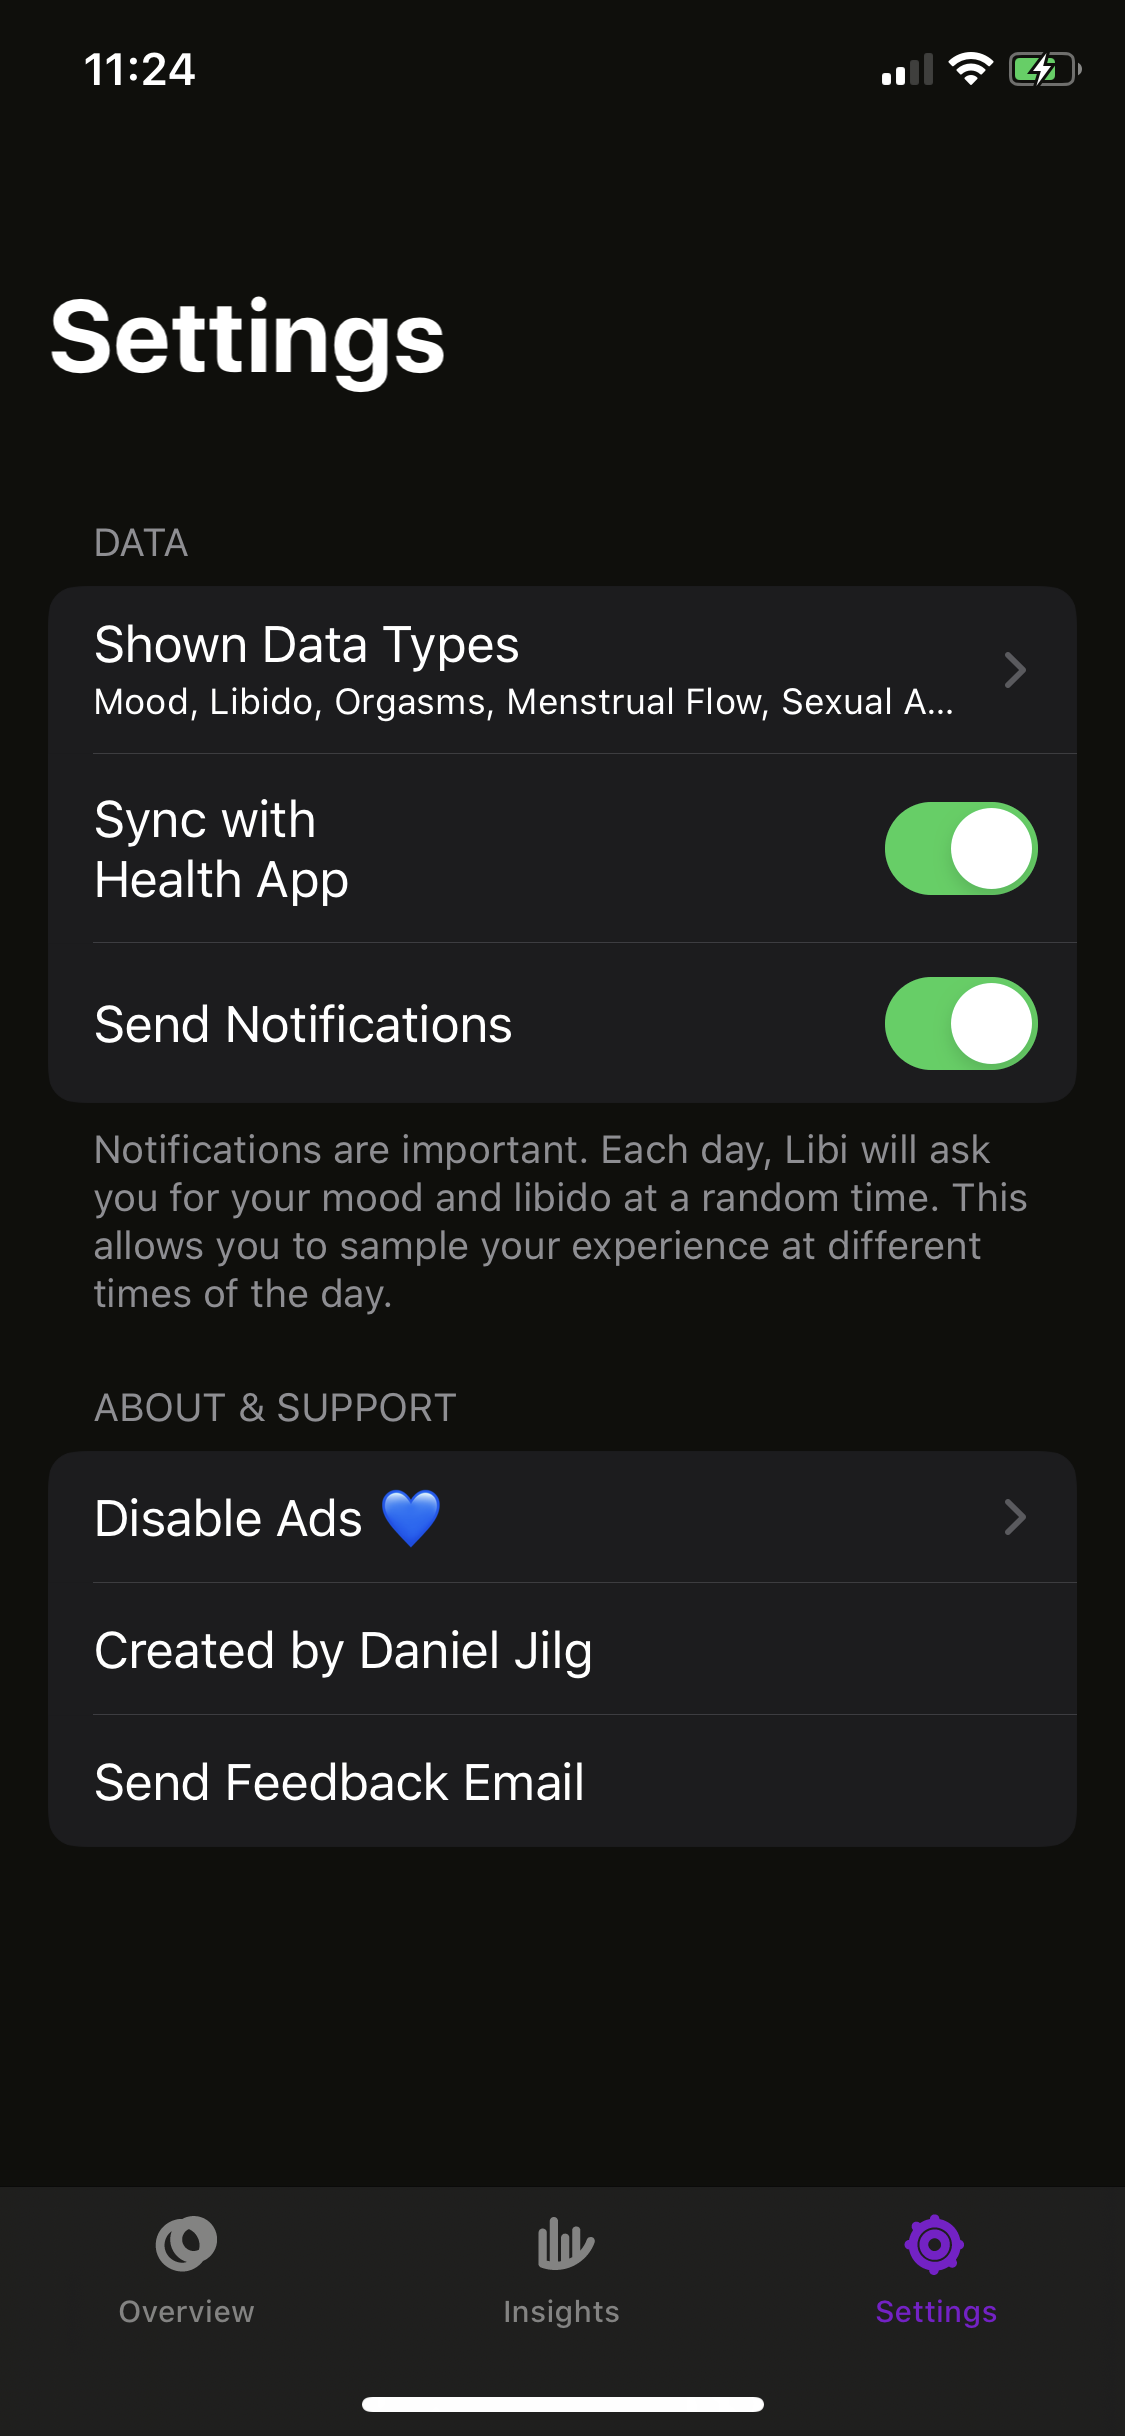 11:24
Settings
DATA
Shown Data Types
Mood, Libido, Orgasms, Menstrual Flow, Sexual A...
Sync with
Health App
Send Notifications
Notifications are important. Each day, Libi will ask
you for your mood and libido at a random time. This
allows you to sample your experience at different
times of the day.
ABOUT & SUPPORT
Disable Ads 💙
Created by Daniel Jilg
Send Feedback Email
Overview
Insights
Settings